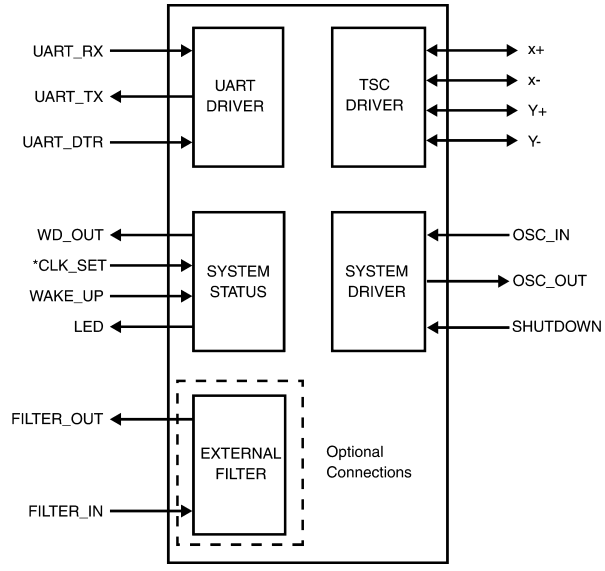 UART_RX
UART_TX
UART_DTR
UART
DRIVER
TSC
DRIVER
x+
x-
Y+
Y-
WD_OUT
*CLK_SET
WAKE_UP
LED
SYSTEM
STATUS
SYSTEM
DRIVER
OSC_IN
OSC_OUT
SHUTDOWN
FILTER_OUT
FILTER_IN
EXTERNAL
FILTER
Optional
Connections